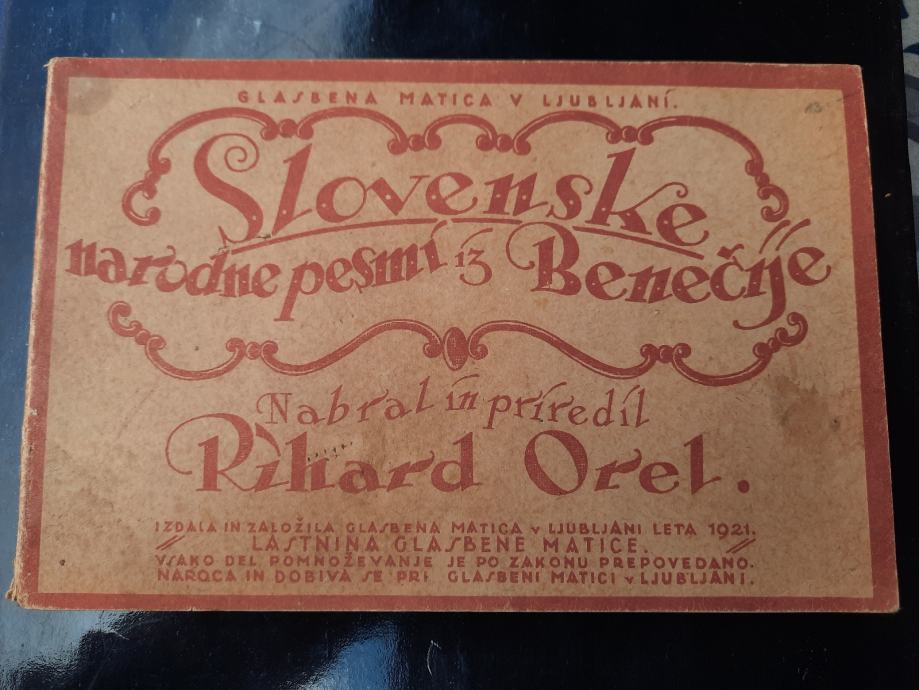 GLASBENA MATICA V LJUBLJANI.
Slovenske
narodne pesmi iz Benečije
Nabral in priredil
Rihard Orel.
IZDALA IN ZALOŽILA GLASBENA MATICA V LJUBLJANI LETA 1921.
LASTNINA GLASBENE MATICE.
VSAKO DEL POMNOŽEVANJE JE PO ZAKONU PREPOVEDANO.
NAROCA IN DOBIVA SE PRI GLASBENI MATICI V LJUBLJANI.